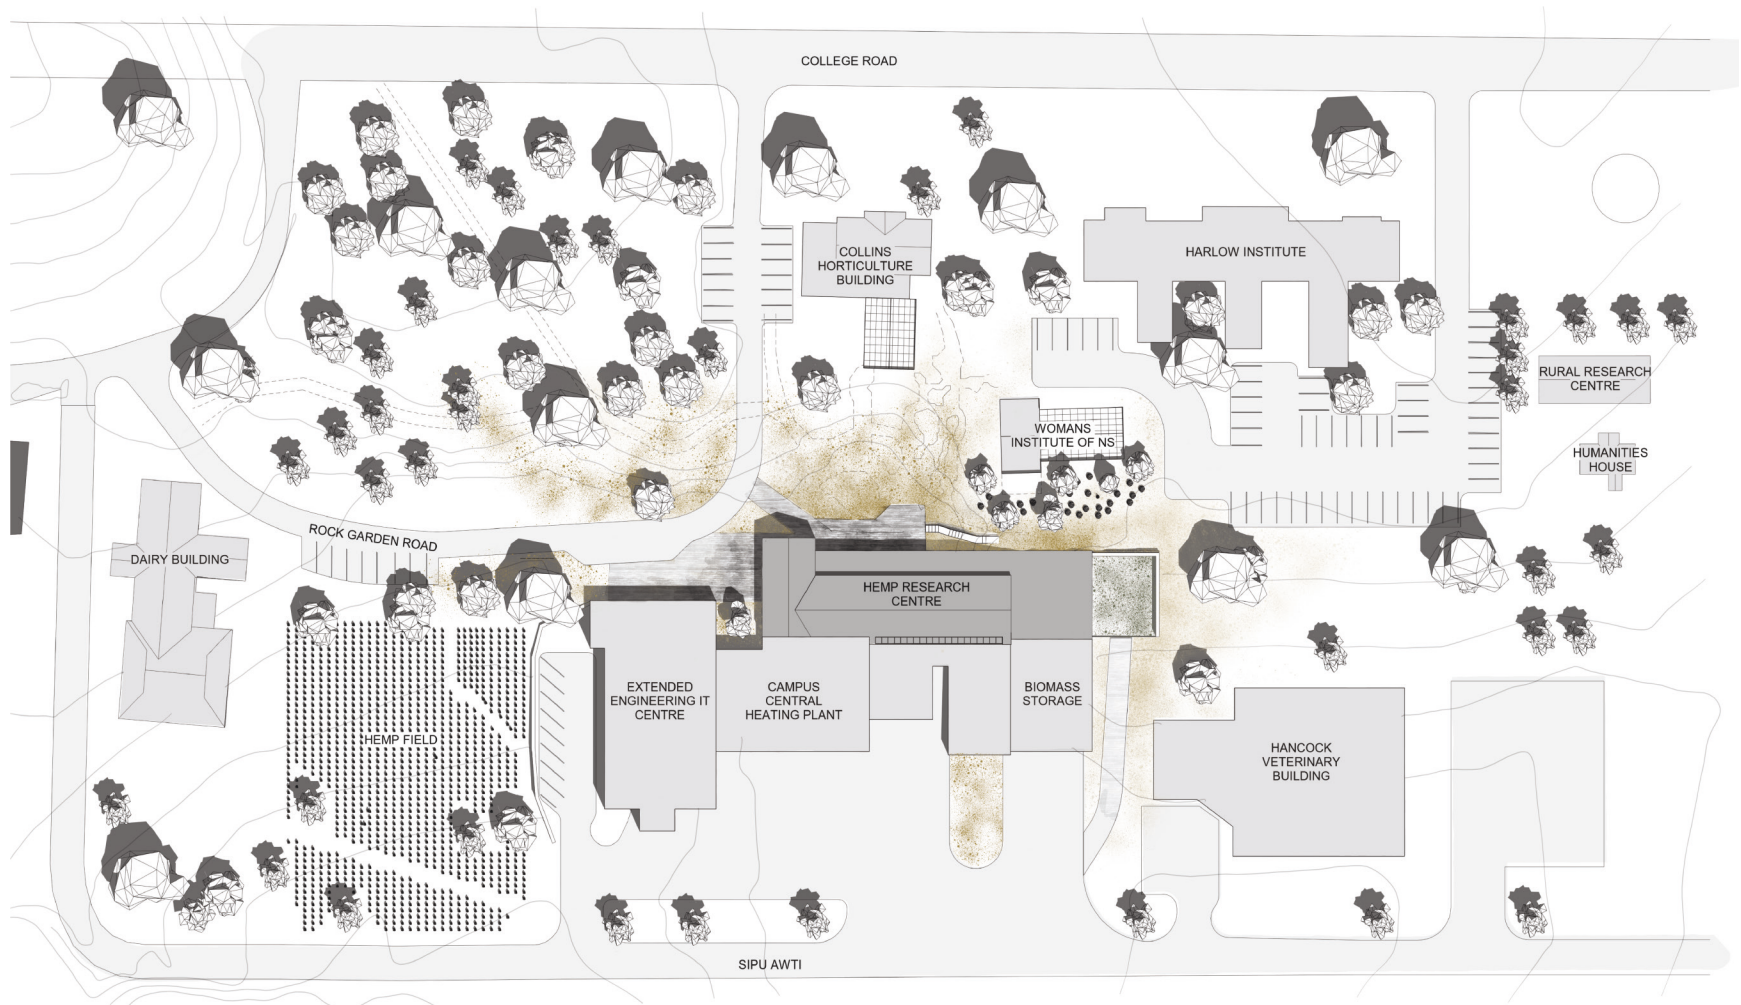 COLLEGE ROAD
COLLINS
HORTICULTURE
BUILDING
HARLOW INSTITUTE
RURAL RESEARCH
CENTRE
WOMANS
INSTITUTE OF NS
HUMANITIES
HOUSE
ROCK GARDEN ROAD
DAIRY BUILDING
HEMP RESEARCH
CENTRE
EXTENDED
ENGINEERING IT
CENTRE
CAMPUS
CENTRAL
HEATING PLANT
BIOMASS
STORAGE
HEMP FIELD
HANCOCK
VETERINARY
BUILDING
SIPU AWTI